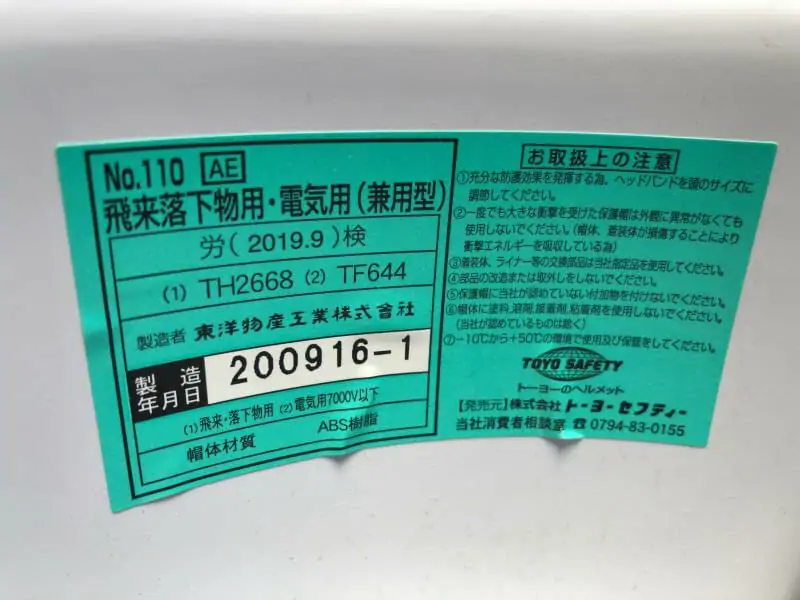 No.110 AE
飛来落下物用・電気用(兼用型)
労(2019.9)検
(1) TH2668 (2) TF644
製造者 東洋物産工業株式會社
製造年月日 200916-1
(1)飛来・落下物用 (2)電気用7000V以下
帽体材質 ABS樹脂
お取扱上の注意
①充分な防護効果を発揮する為、ヘッドバンドを頭のサイズに
調節してください。
②一度でも大きな衝撃を受けた保護帽は外観に異常がなくても
使用しないでください。(帽体、着装体が損傷することにより
衝撃エネルギーを吸収している為)
③着装体、ライナー等の交換部品は当社指定品を使用してください。
④部品の改造または取外しをしないでください。
⑤保護帽に当社が認めていない付加物を付けないでください。
⑥帽体に塗料,溶剤,接着剤,粘着剤を使用しないでください。
(当社が認めているものは除く)
⑦-10℃から+50℃の環境で使用及び保管をしてください。
TOYO SAFETY
トーヨーのヘルメット
【発売元】株式会社トーヨーセフティー
当社消費者相談室 ☎ 0794-83-0155